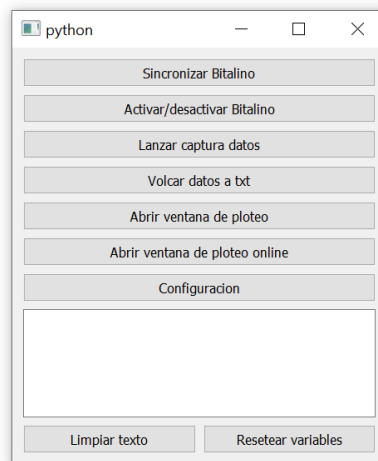 python
Sincronizar Bitalino
Activar/desactivar Bitalino
Lanzar captura datos
Volcar datos a txt
Abrir ventana de ploteo
Abrir ventana de ploteo online
Configuracion
Limpiar texto Resetear variables